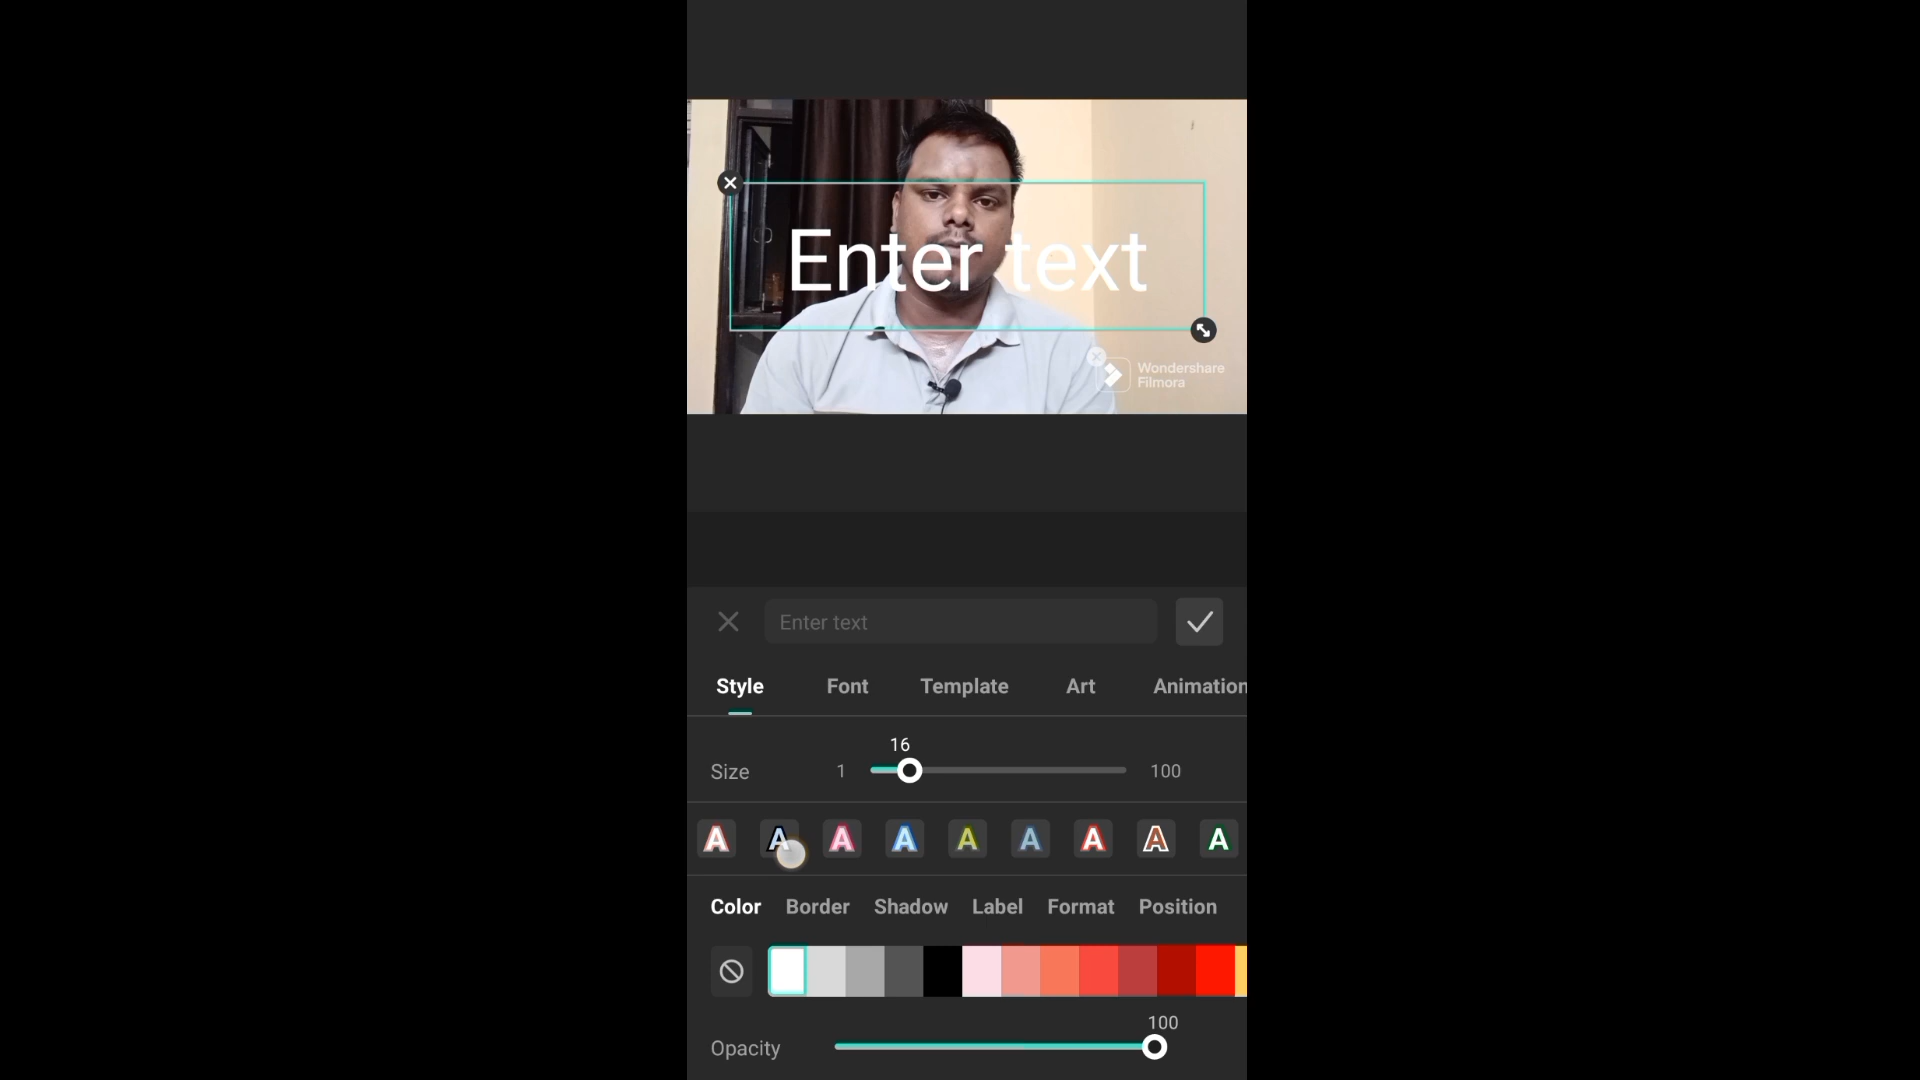 Enter text
Wondershare
Filmora
Enter text
Style Font Template Art Animation
16
Size 1 100
A A A A A A A A A
Color Border Shadow Label Format Position
100
Opacity